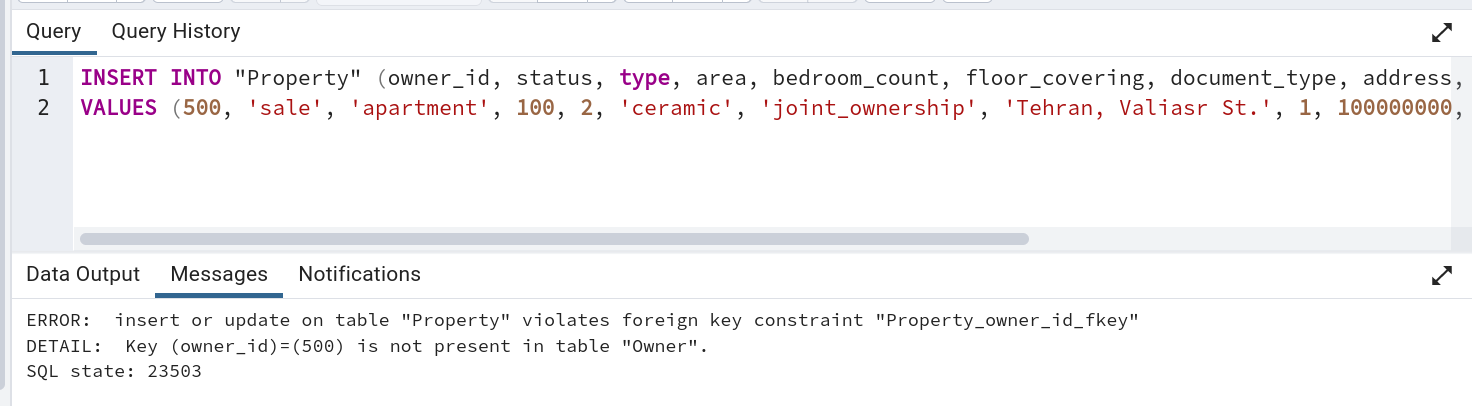 Query Query History
1 INSERT INTO "Property" (owner_id, status, type, area, bedroom_count, floor_covering, document_type, address,
2 VALUES (500, 'sale', 'apartment', 100, 2, 'ceramic', 'joint_ownership', 'Tehran, Valiasr St.', 1, 100000000,
Data Output Messages Notifications
ERROR:  insert or update on table "Property" violates foreign key constraint "Property_owner_id_fkey"
DETAIL:  Key (owner_id)=(500) is not present in table "Owner".
SQL state: 23503